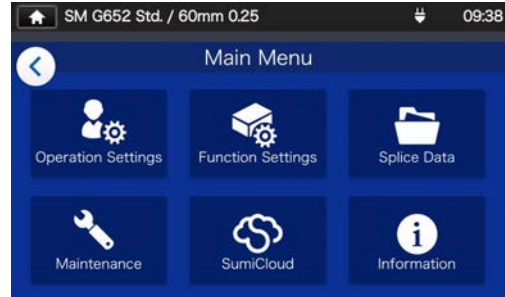 SM G652 Std. / 60mm 0.25 09:38
Main Menu
Operation Settings Function Settings Splice Data
Maintenance SumiCloud Information